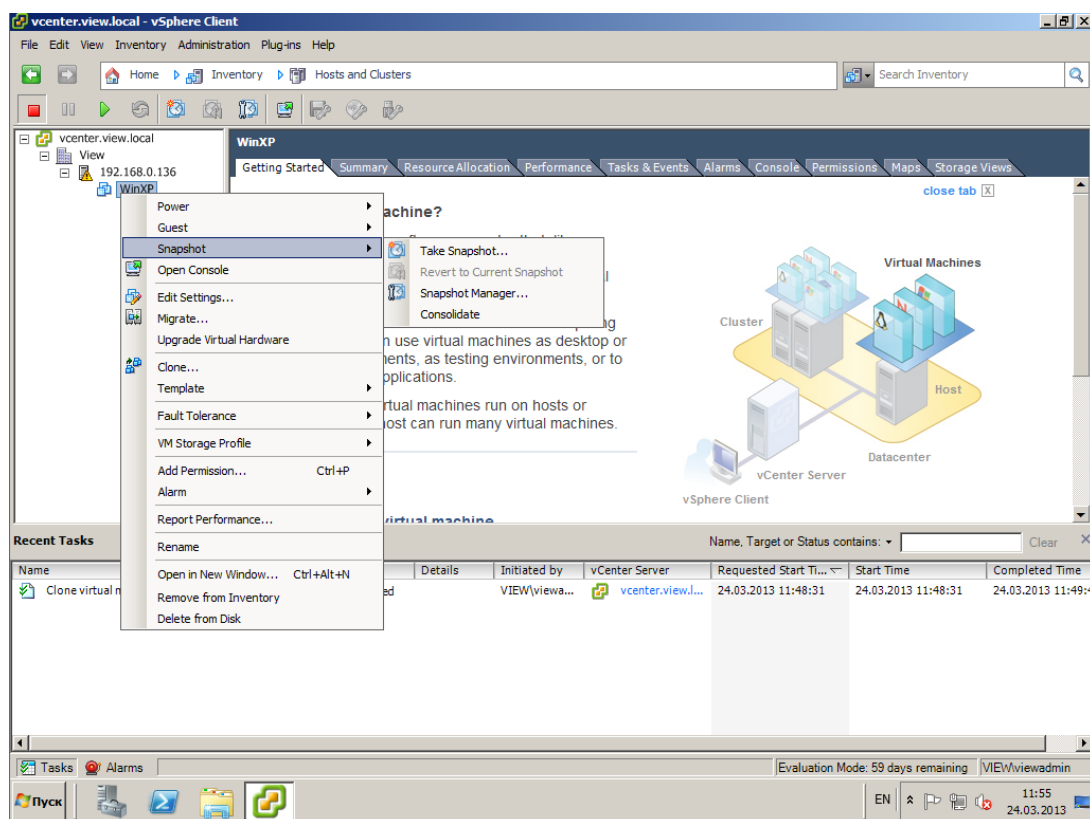 vcenter.view.local - vSphere Client
File Edit View Inventory Administration Plug-ins Help
Home Inventory Hosts and Clusters
Search Inventory
vcenter.view.local
View
192.168.0.136
WinXP
WinXP
Getting Started Summary Resource Allocation Performance Tasks & Events Alarms Console Permissions Maps Storage Views
close tab X
achine?
Power
Guest
Snapshot
Open Console
Edit Settings...
Migrate...
Upgrade Virtual Hardware
Clone...
Template
Fault Tolerance
VM Storage Profile
Add Permission... Ctrl+P
Alarm
Report Performance...
Rename
Open in New Window... Ctrl+Alt+N
Remove from Inventory
Delete from Disk
Take Snapshot...
Revert to Current Snapshot
Snapshot Manager...
Consolidate
n use virtual machines as desktop or
nents, as testing environments, or to
pplications.
rtual machines run on hosts or
ost can run many virtual machines.
virtual machine
Virtual Machines
Cluster
Host
Datacenter
vCenter Server
vSphere Client
Recent Tasks
Name, Target or Status contains: Clear X
Name Details Initiated by vCenter Server Requested Start Ti... Start Time Completed Time
Clone virtual m ed VIEW\viewa... vcenter.view.l... 24.03.2013 11:48:31 24.03.2013 11:48:31 24.03.2013 11:49:4
Tasks Alarms
Evaluation Mode: 59 days remaining VIEW\viewadmin
Пуск
EN
11:55
24.03.2013